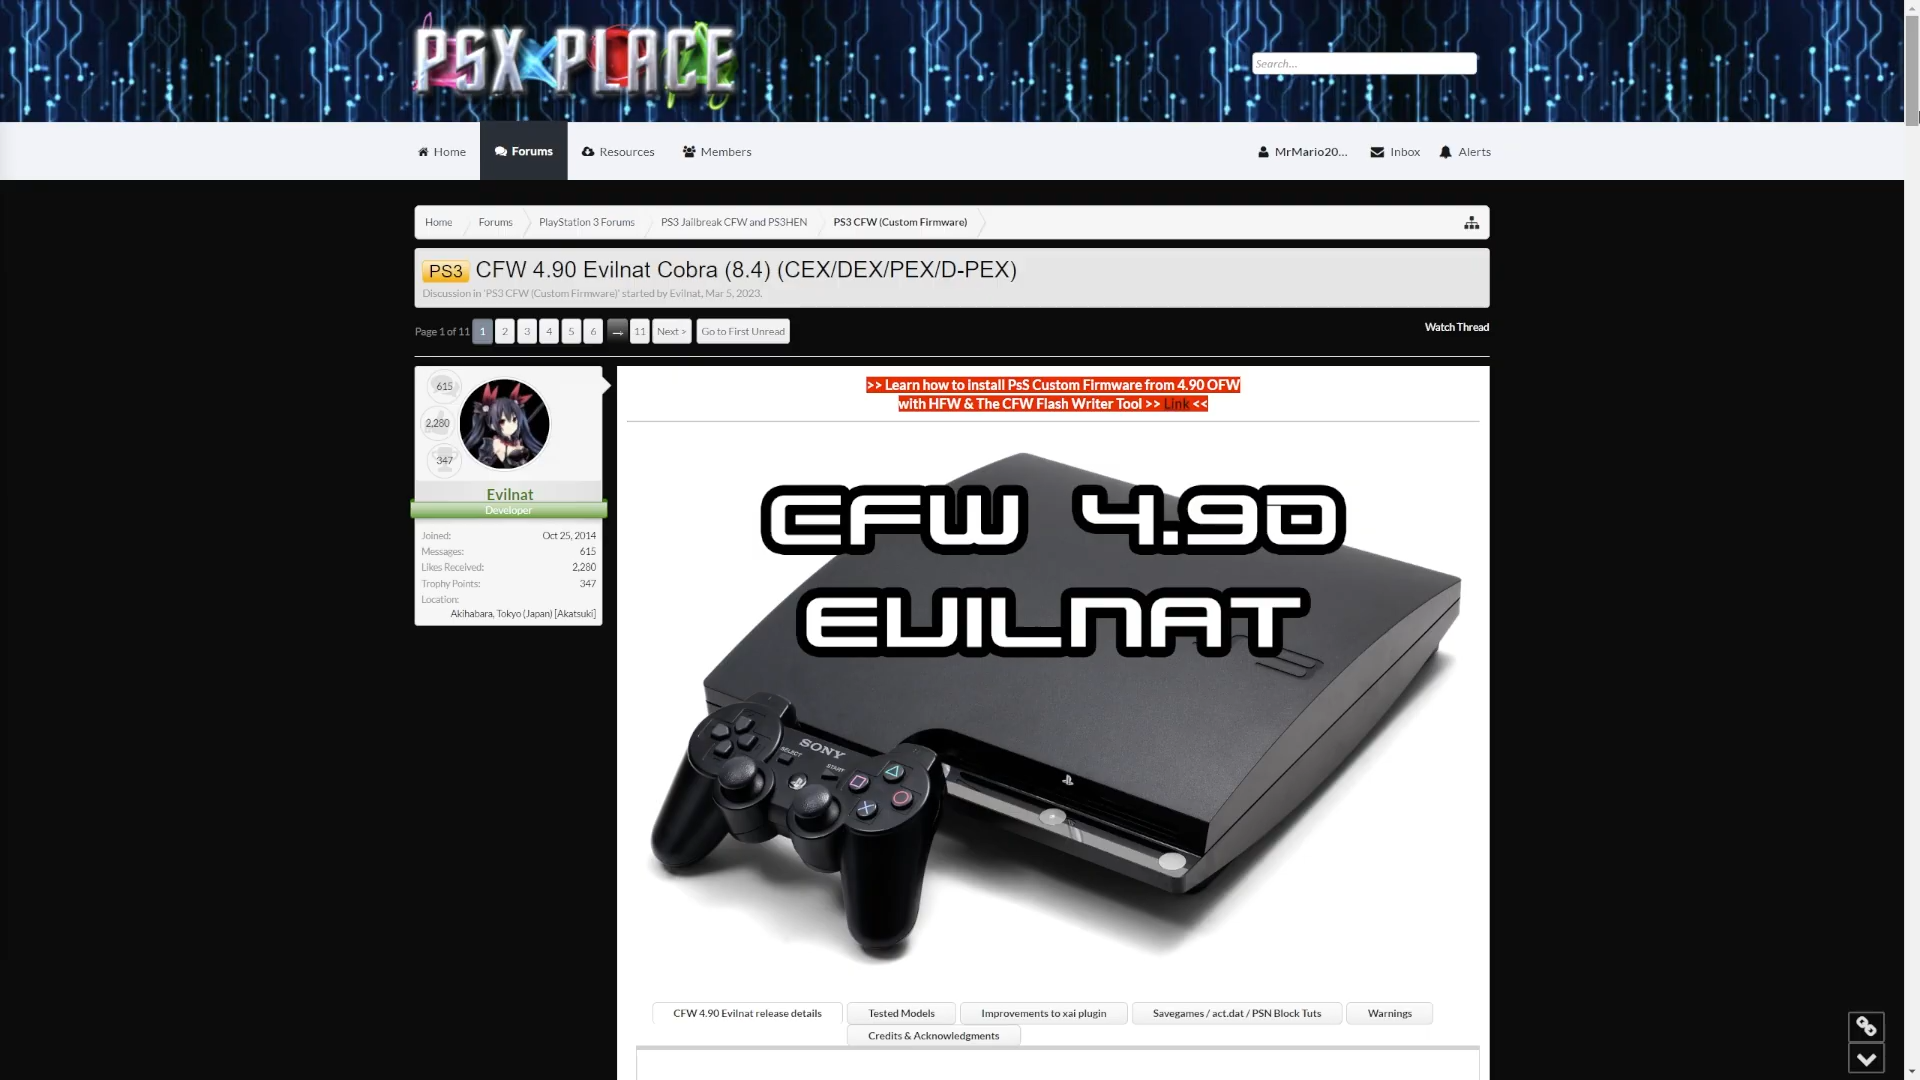 PSX PLACE
Search...
Home
Forums
Resources
Members
MrMario20...
Inbox
Alerts
Home
Forums
PlayStation 3 Forums
PS3 Jailbreak CFW and PS3HEN
PS3 CFW (Custom Firmware)
PS3 CFW 4.90 Evilnat Cobra (8.4) (CEX/DEX/PEX/D-PEX)
Discussion in 'PS3 CFW (Custom Firmware)' started by Evilnat, Mar 5, 2023.
Page 1 of 11 1 2 3 4 5 6 → 11 Next > Go to First Unread
Watch Thread
615
2,280
347
Evilnat
Developer
Joined: Oct 25, 2014
Messages: 615
Likes Received: 2,280
Trophy Points: 347
Location:
Akihabara, Tokyo (Japan) [Akatsuki]
>> Learn how to install PsS Custom Firmware from 4.90 OFW
with HFW & The CFW Flash Writer Tool >> Link <<
CFW 4.90
EVILNAT
SONY
SELECT
START
CFW 4.90 Evilnat release details
Tested Models
Improvements to xai plugin
Savegames / act.dat / PSN Block Tuts
Warnings
Credits & Acknowledgments